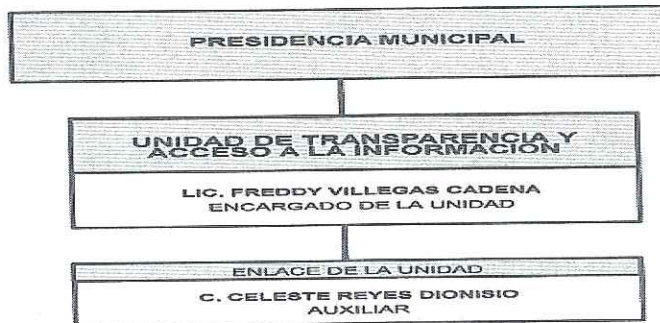 PRESIDENCIA MUNICIPAL
UNIDAD DE TRANSPARENCIA Y
ACCESO A LA INFORMACIÓN
LIC. FREDDY VILLEGAS CADENA
ENCARGADO DE LA UNIDAD
ENLACE DE LA UNIDAD
C. CELESTE REYES DIONISIO
AUXILIAR